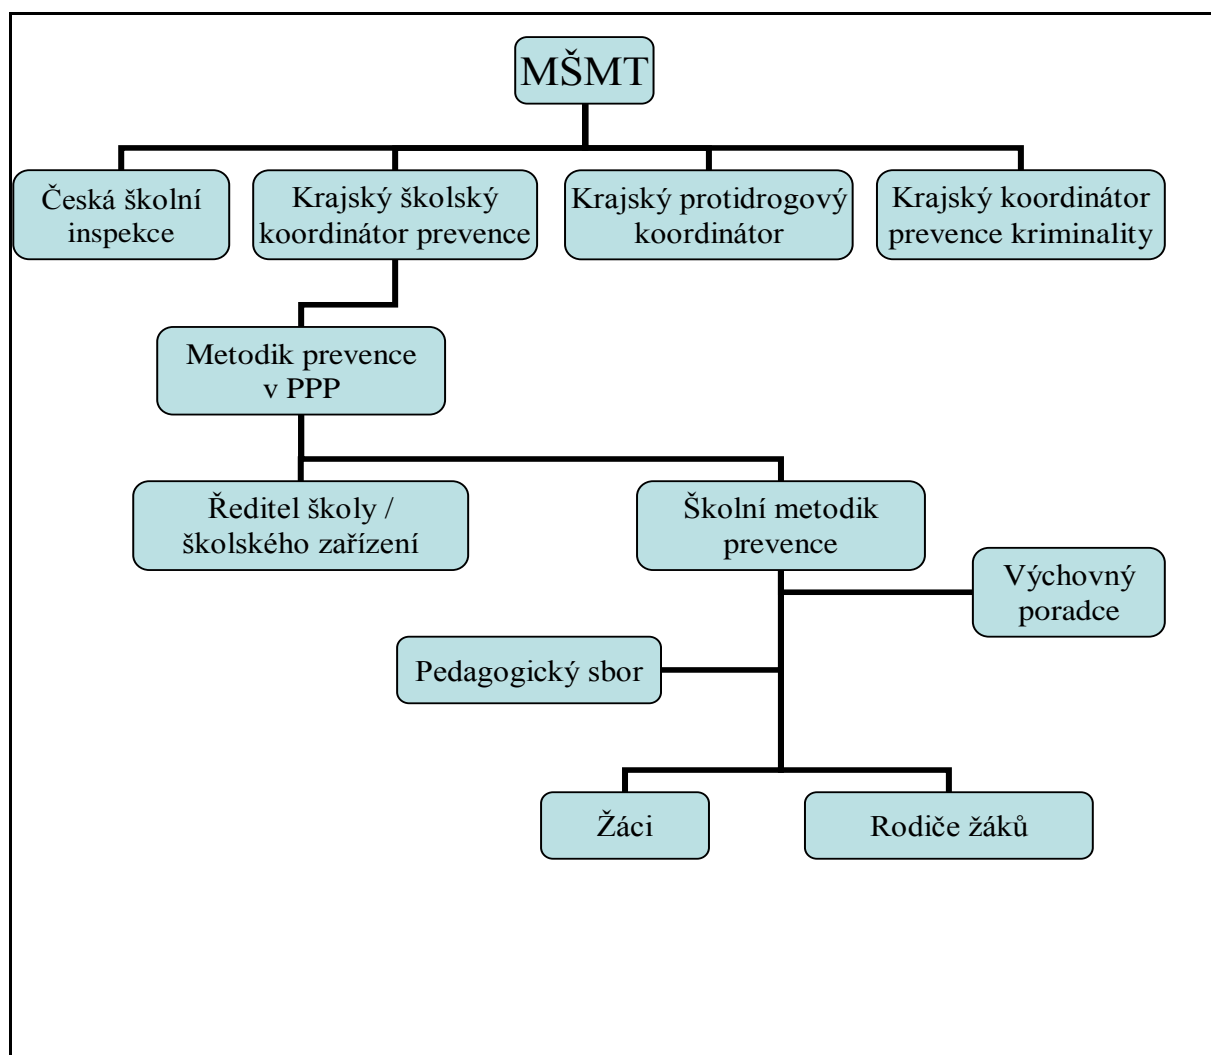 MŠMT
Česká školní
inspekce
Krajský školský
koordinátor prevence
Krajský protidrogový
koordinátor
Krajský koordinátor
prevence kriminality
Metodik prevence
v PPP
Ředitel školy /
školského zařízení
Školní metodik
prevence
Výchovný
poradce
Pedagogický sbor
Žáci
Rodiče žáků